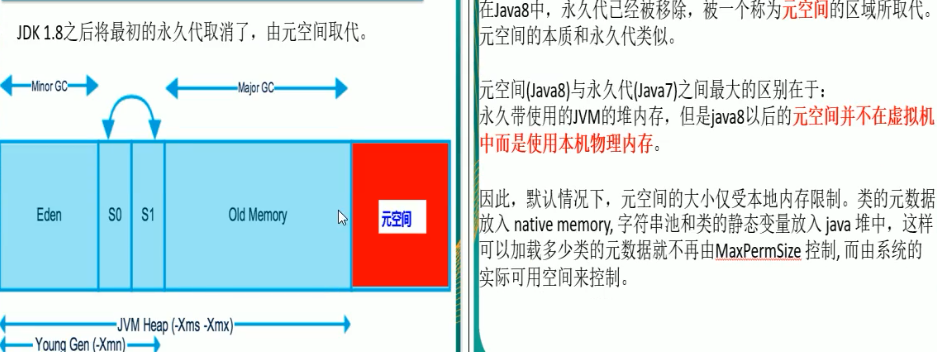 JDK 1.8之后将最初的永久代取消了，由元空间取代。
Minor GC
Major GC
Eden
S0
S1
Old Memory
元空间
JVM Heap (-Xms -Xmx)
Young Gen (-Xmn)
在Java8中，永久代已经被移除，被一个称为元空间的区域所取代。
元空间的本质和永久代类似。
元空间(Java8)与永久代(Java7)之间最大的区别在于：
永久带使用的JVM的堆内存，但是java8以后的元空间并不在虚拟机
中而是使用本机物理内存。
因此，默认情况下，元空间的大小仅受本地内存限制。类的元数据
放入 native memory, 字符串池和类的静态变量放入 java 堆中，这样
可以加载多少类的元数据就不再由MaxPermSize 控制, 而由系统的
实际可用空间来控制。